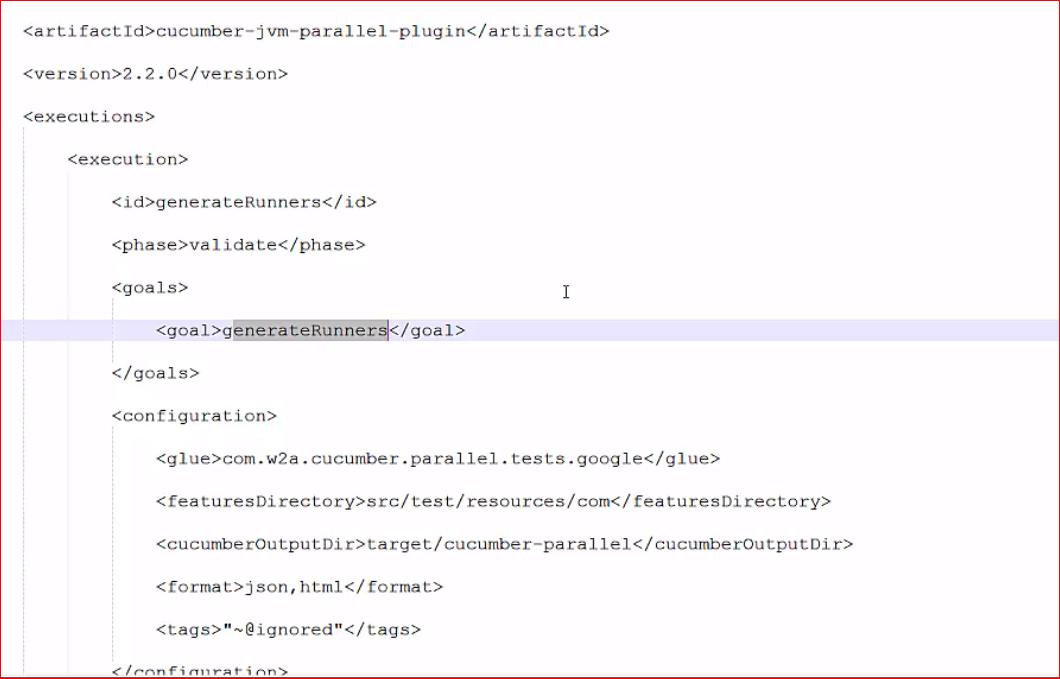 <artifactId>cucumber-jvm-parallel-plugin</artifactId>
<version>2.2.0</version>
<executions>
<execution>
<id>generateRunners</id>
<phase>validate</phase>
<goals>
<goal>generateRunners</goal>
</goals>
<configuration>
<glue>com.w2a.cucumber.parallel.tests.google</glue>
<featuresDirectory>src/test/resources/com</featuresDirectory>
<cucumberOutputDir>target/cucumber-parallel</cucumberOutputDir>
<format>json,html</format>
<tags>"~@ignored"</tags>
</configuration>